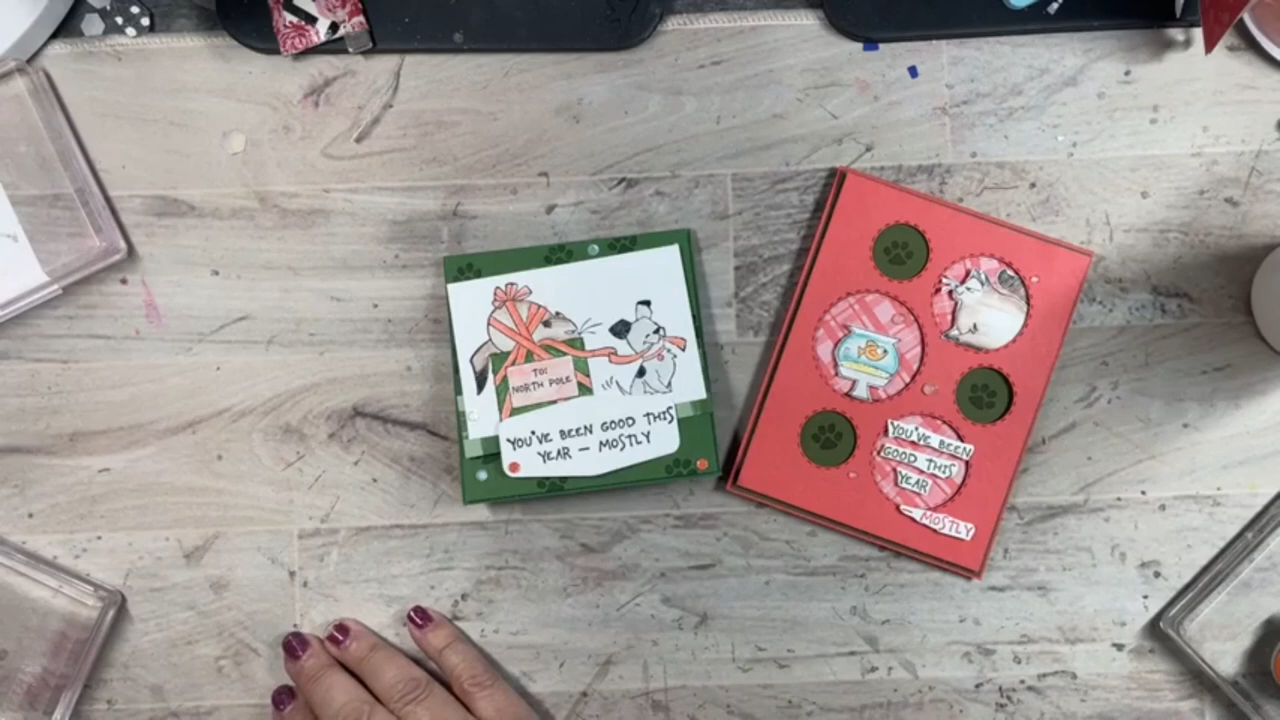 TO:
NORTH POLE
YOU'VE BEEN GOOD THIS
YEAR — MOSTLY
YOU'VE BEEN
GOOD THIS
YEAR
— MOSTLY